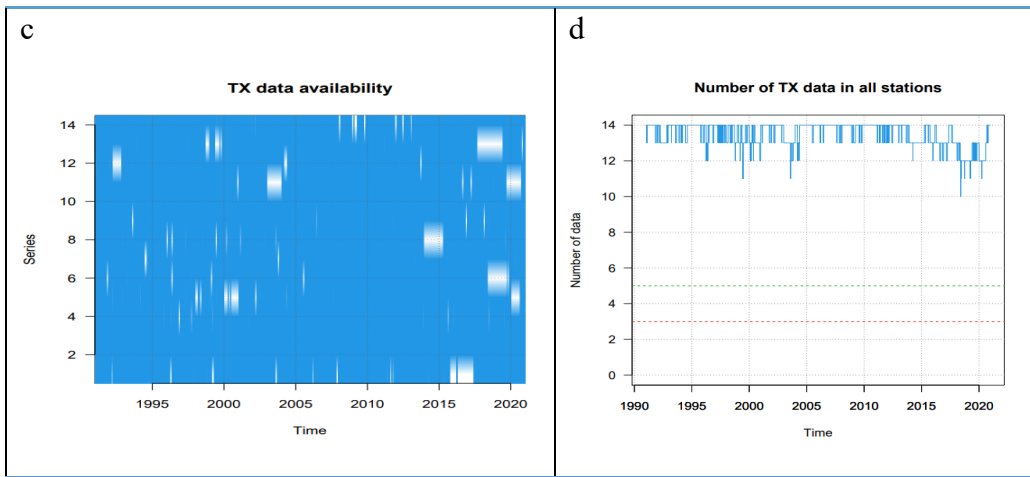 c
TX data availability
Series
14
12
10
8
6
4
2
1995 2000 2005 2010 2015 2020
Time
d
Number of TX data in all stations
Number of data
14
12
10
8
6
4
2
0
1990 1995 2000 2005 2010 2015 2020
Time